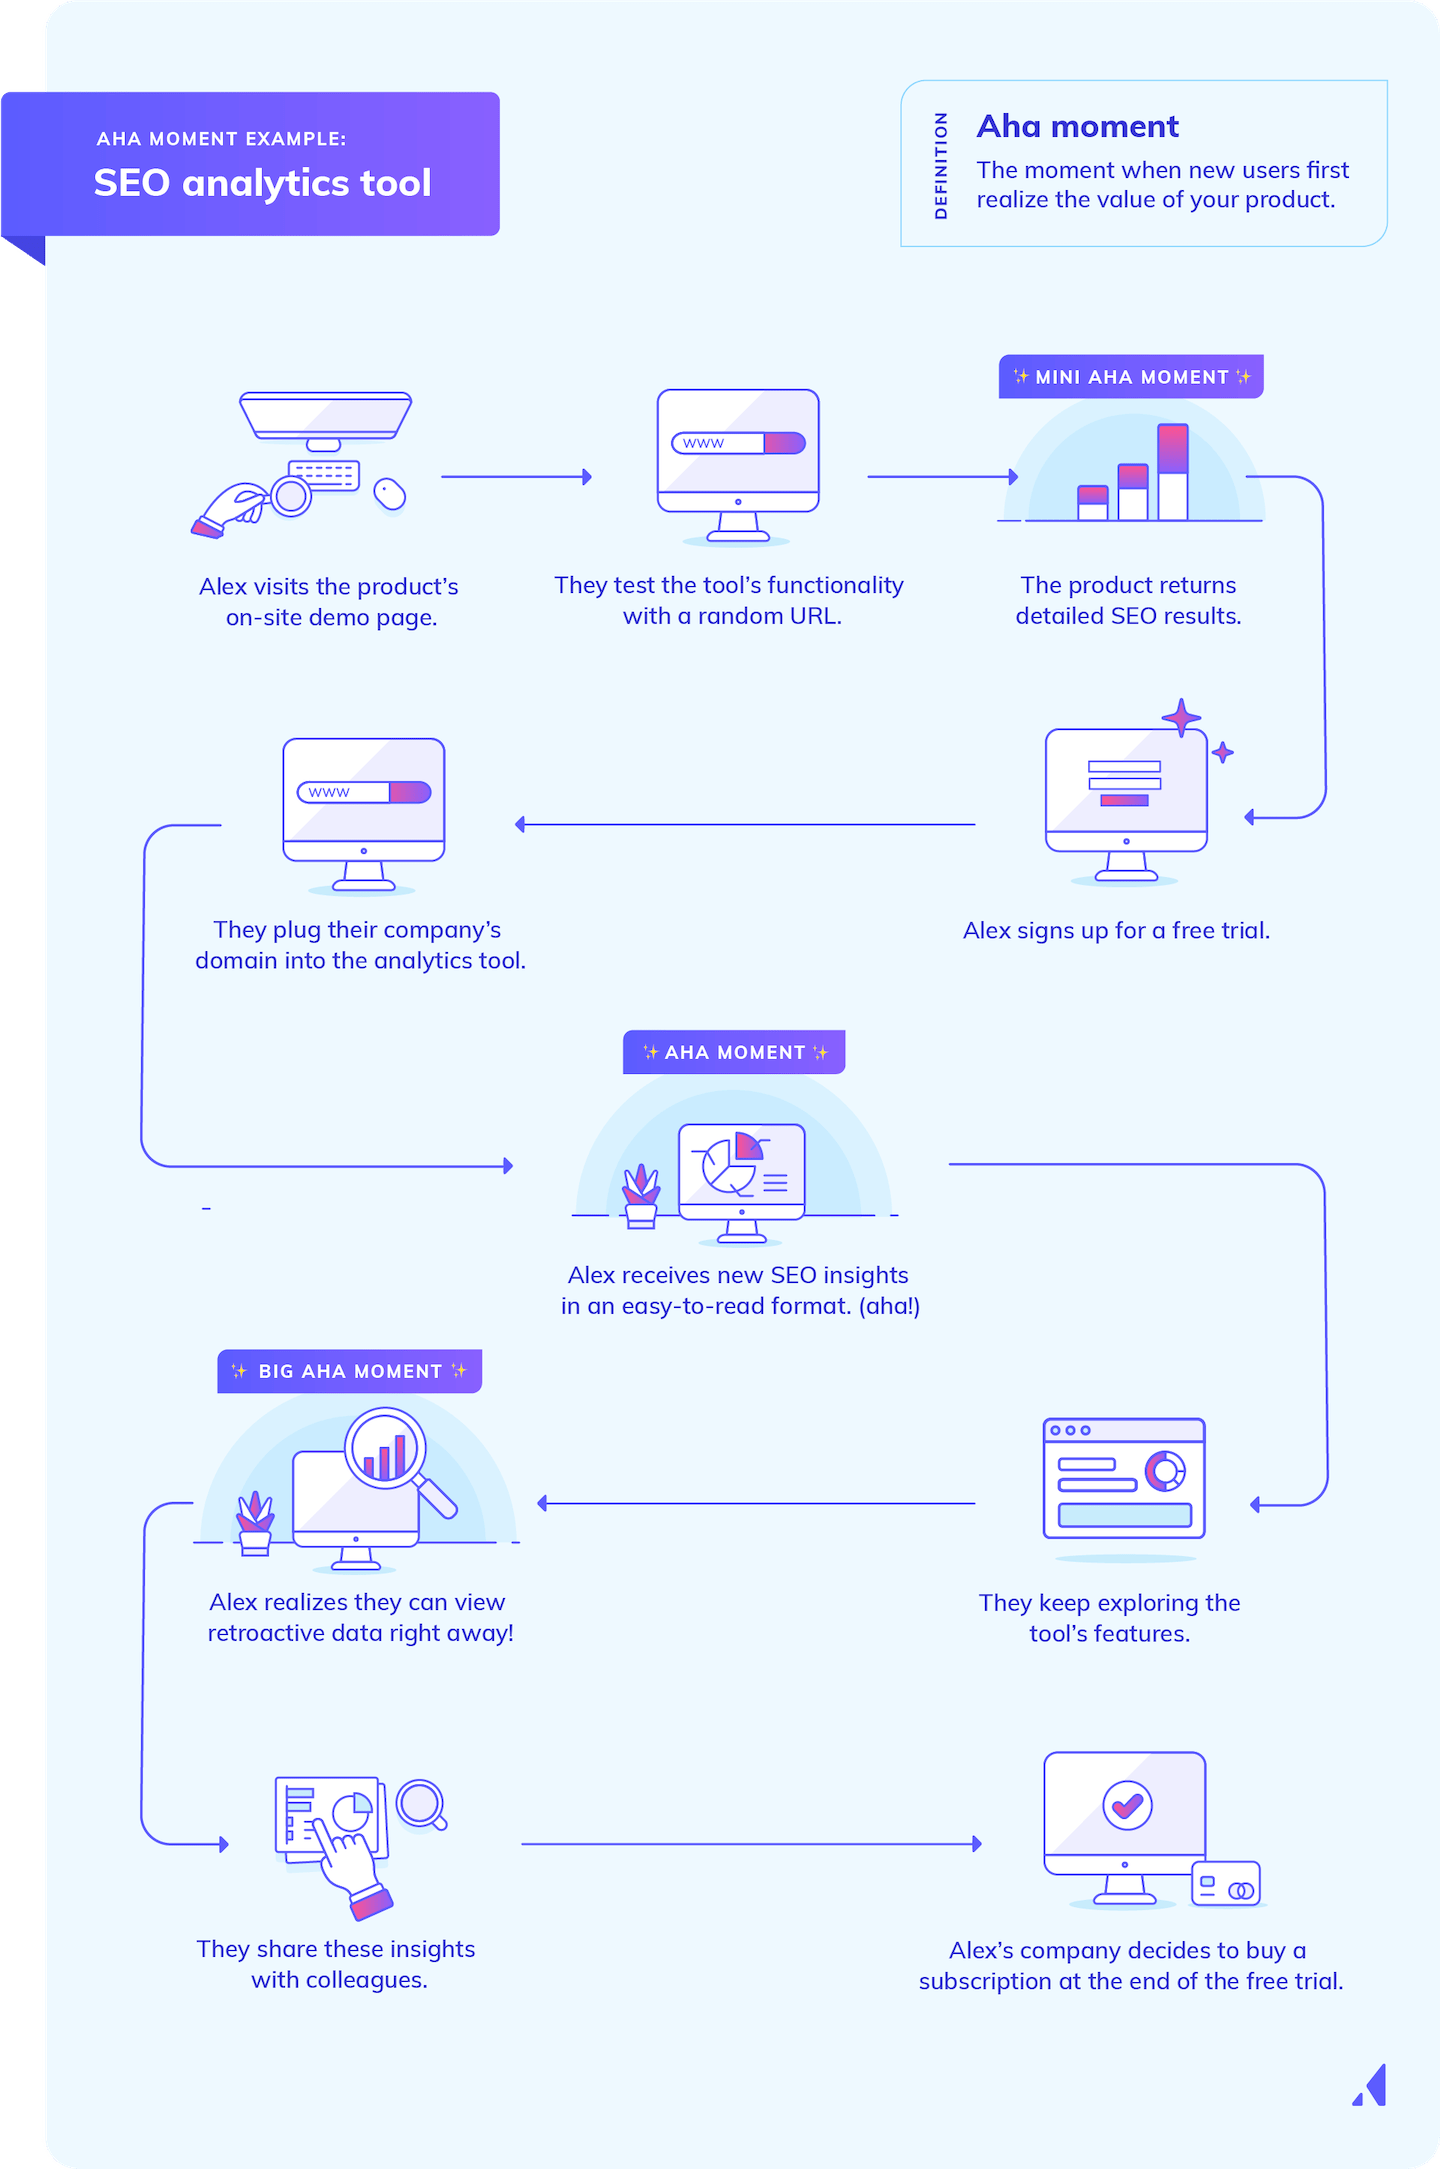 AHA MOMENT EXAMPLE:
SEO analytics tool
DEFINITION
Aha moment
The moment when new users first
realize the value of your product.
WWW
Alex visits the product’s
on-site demo page.
They test the tool’s functionality
with a random URL.
MINI AHA MOMENT
The product returns
detailed SEO results.
Alex signs up for a free trial.
WWW
They plug their company’s
domain into the analytics tool.
AHA MOMENT
Alex receives new SEO insights
in an easy-to-read format. (aha!)
They keep exploring the
tool’s features.
BIG AHA MOMENT
Alex realizes they can view
retroactive data right away!
They share these insights
with colleagues.
Alex’s company decides to buy a
subscription at the end of the free trial.